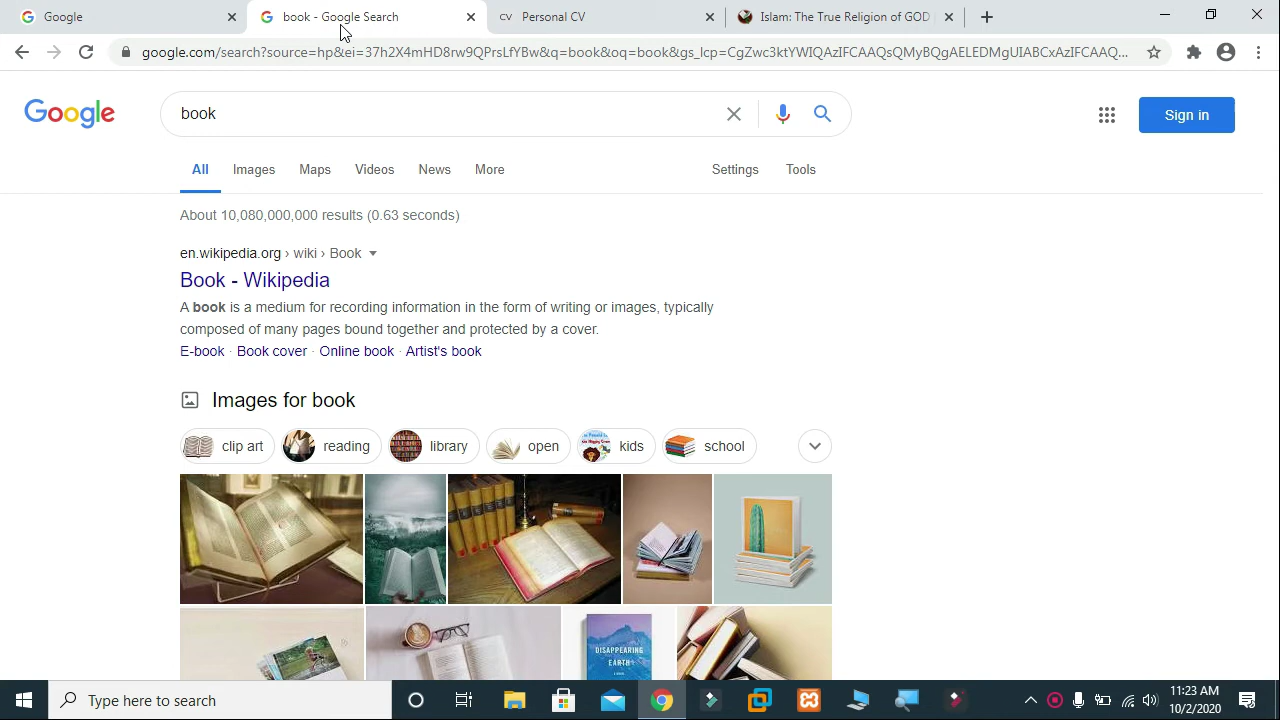 Google
book - Google Search
CV Personal CV
Islam: The True Religion of GOD
google.com/search?source=hp&ei=37h2X4mHD8rw9QPrsLfYBw&q=book&oq=book&gs_lcp=CgZwc3ktYWIQAzIFCAAQsQMyBQgAELEDMgUIABCxAzIFCAAQ...
Google
book
Sign in
All Images Maps Videos News More Settings Tools
About 10,080,000,000 results (0.63 seconds)
en.wikipedia.org › wiki › Book
Book - Wikipedia
A book is a medium for recording information in the form of writing or images, typically
composed of many pages bound together and protected by a cover.
E-book · Book cover · Online book · Artist's book
Images for book
clip art reading library open kids school
DISAPPEARING
EARTH
Type here to search
11:23 AM
10/2/2020